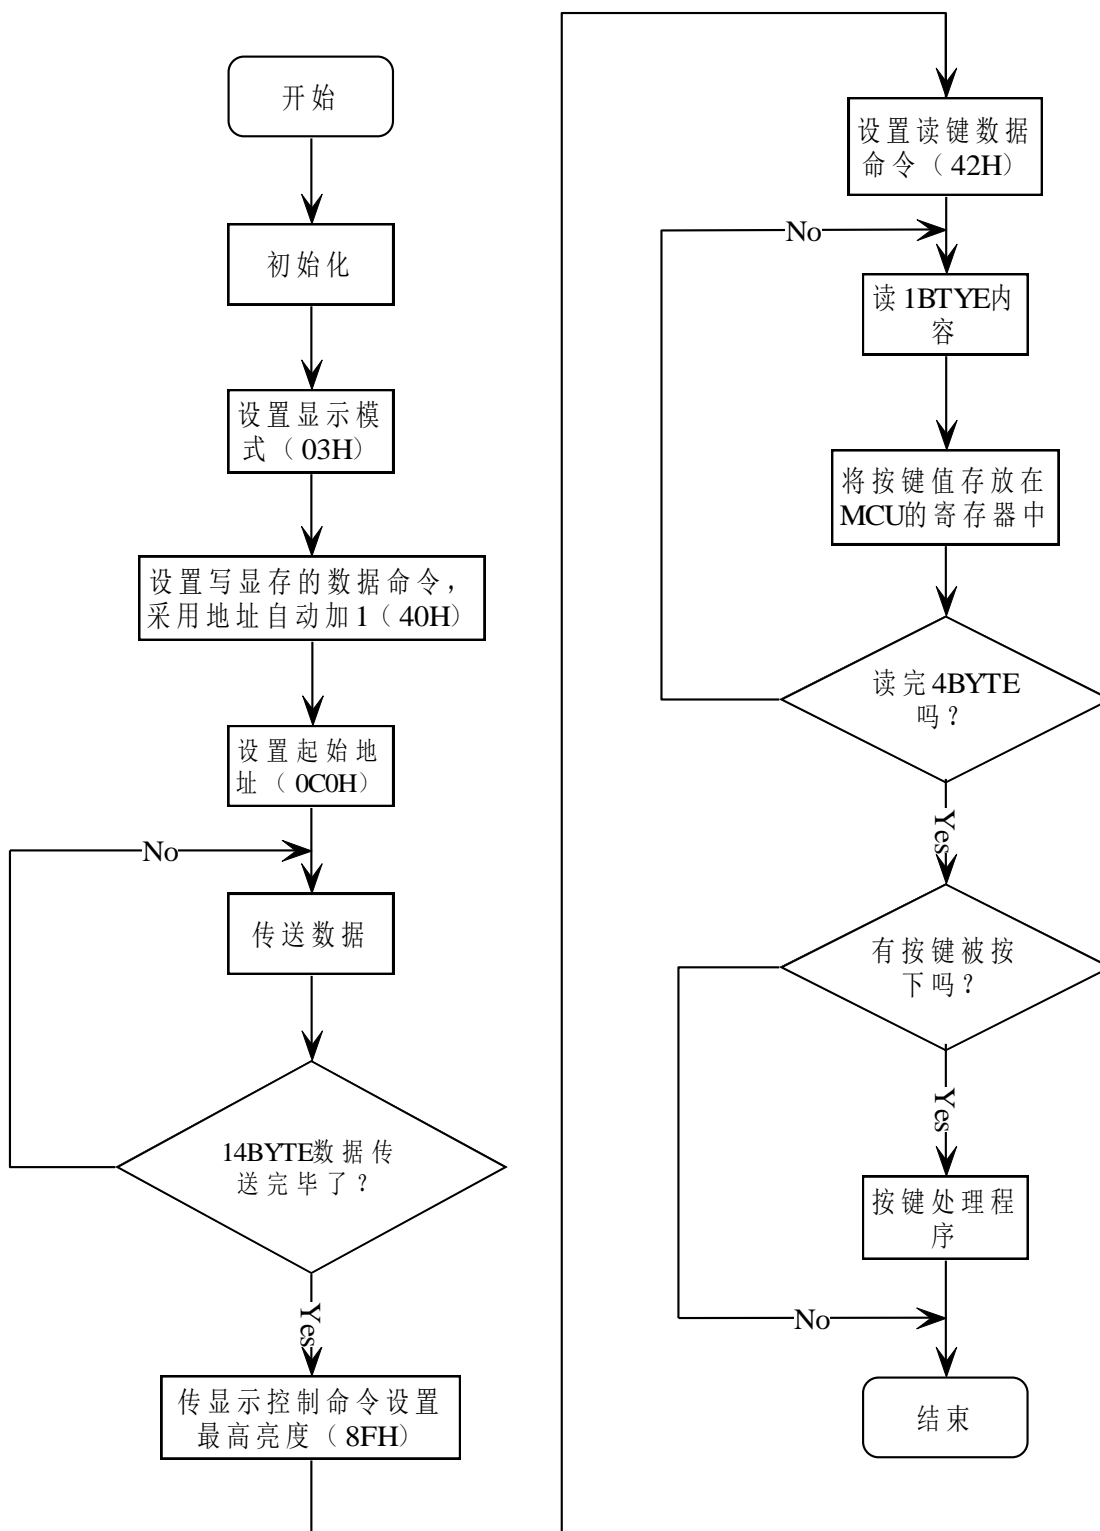 开始
初始化
设置显示模
式（03H）
设置写显存的数据命令，
采用地址自动加1（40H）
设置起始地
址（0C0H）
No
传送数据
14BYTE数据传
送完毕了？
Yes
传显示控制命令设置
最高亮度（8FH）
设置读键数据
命令（42H）
No
读1BTYE内
容
将按键值存放在
MCU的寄存器中
读完4BYTE
吗？
Yes
有按键被按
下吗？
Yes
按键处理程
序
No
结束